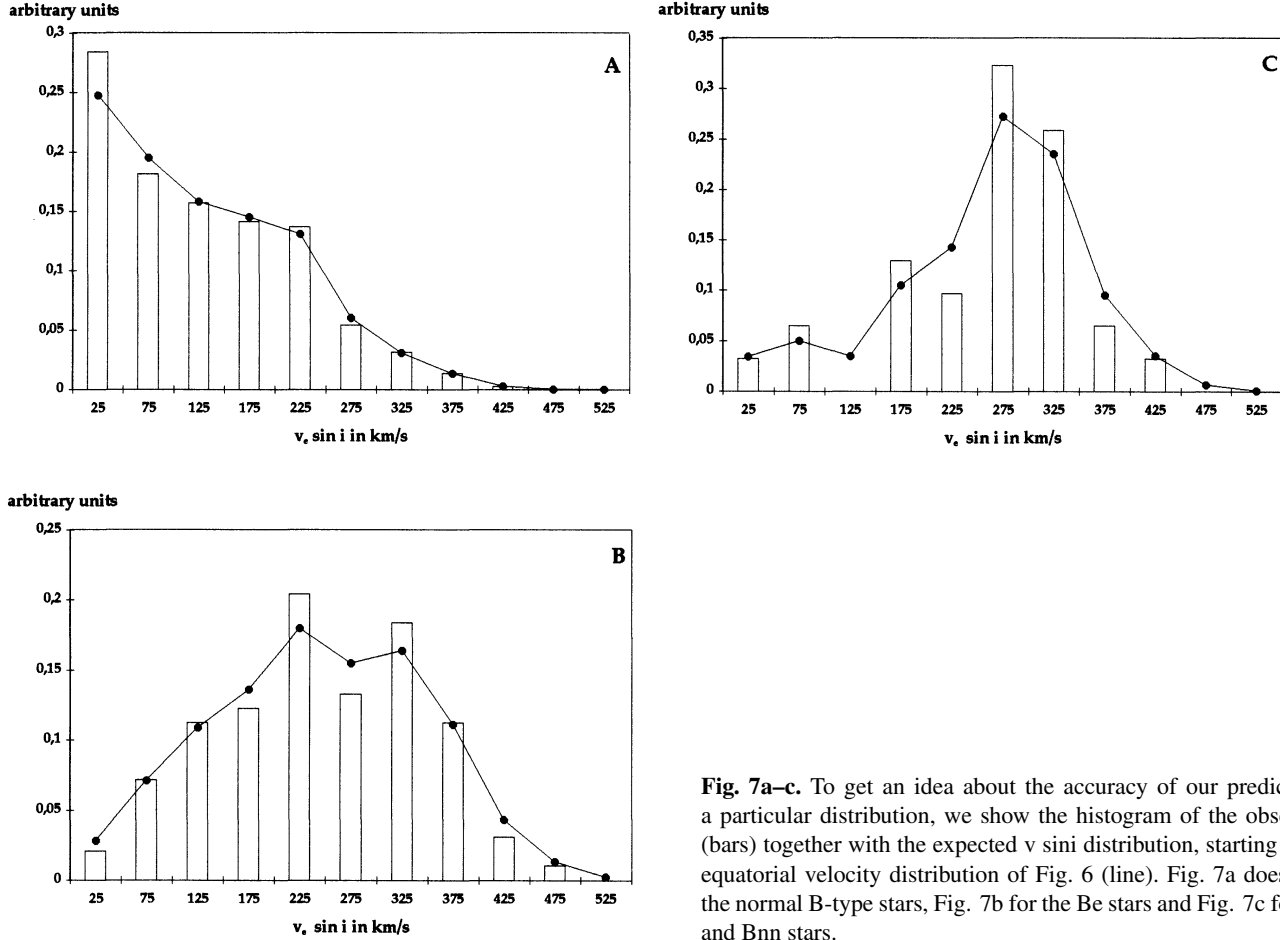 arbitrary units
0,3
0,25
0,2
0,15
0,1
0,05
0
A
25 75 125 175 225 275 325 375 425 475 525
vₑ sin i in km/s
arbitrary units
0,35
0,3
0,25
0,2
0,15
0,1
0,05
0
C
25 75 125 175 225 275 325 375 425 475 525
vₑ sin i in km/s
arbitrary units
0,25
0,2
0,15
0,1
0,05
0
B
25 75 125 175 225 275 325 375 425 475 525
vₑ sin i in km/s
Fig. 7a–c. To get an idea about the accuracy of our predic
a particular distribution, we show the histogram of the obse
(bars) together with the expected v sini distribution, starting
equatorial velocity distribution of Fig. 6 (line). Fig. 7a does
the normal B-type stars, Fig. 7b for the Be stars and Fig. 7c f
and Bnn stars.